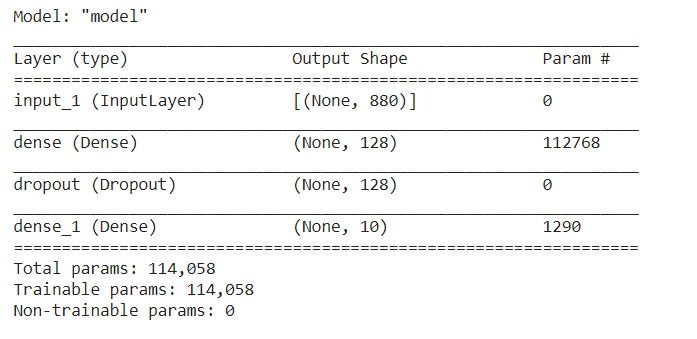 Model: "model"
_________________________________________________________________
Layer (type)                 Output Shape              Param #
=================================================================
input_1 (InputLayer)         [(None, 880)]             0
_________________________________________________________________
dense (Dense)                (None, 128)               112768
_________________________________________________________________
dropout (Dropout)            (None, 128)               0
_________________________________________________________________
dense_1 (Dense)              (None, 10)                1290
=================================================================
Total params: 114,058
Trainable params: 114,058
Non-trainable params: 0